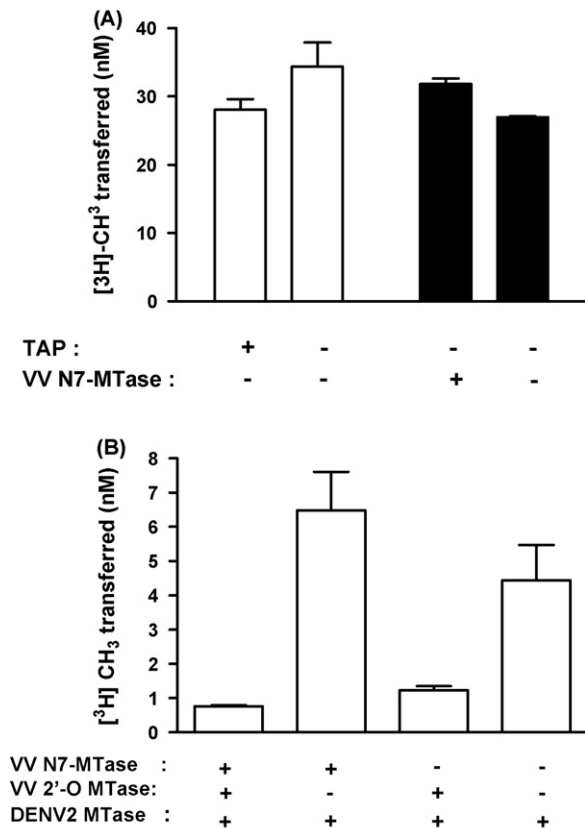 (A)
[3H]-CH³ transferred (nM)
40
30
20
10
0
TAP : + - - -
VV N7-MTase : - - + -
(B)
[³H] CH₃ transferred (nM)
8
7
6
5
4
3
2
1
0
VV N7-MTase : + + - -
VV 2'-O MTase: + - + -
DENV2 MTase : + + + +